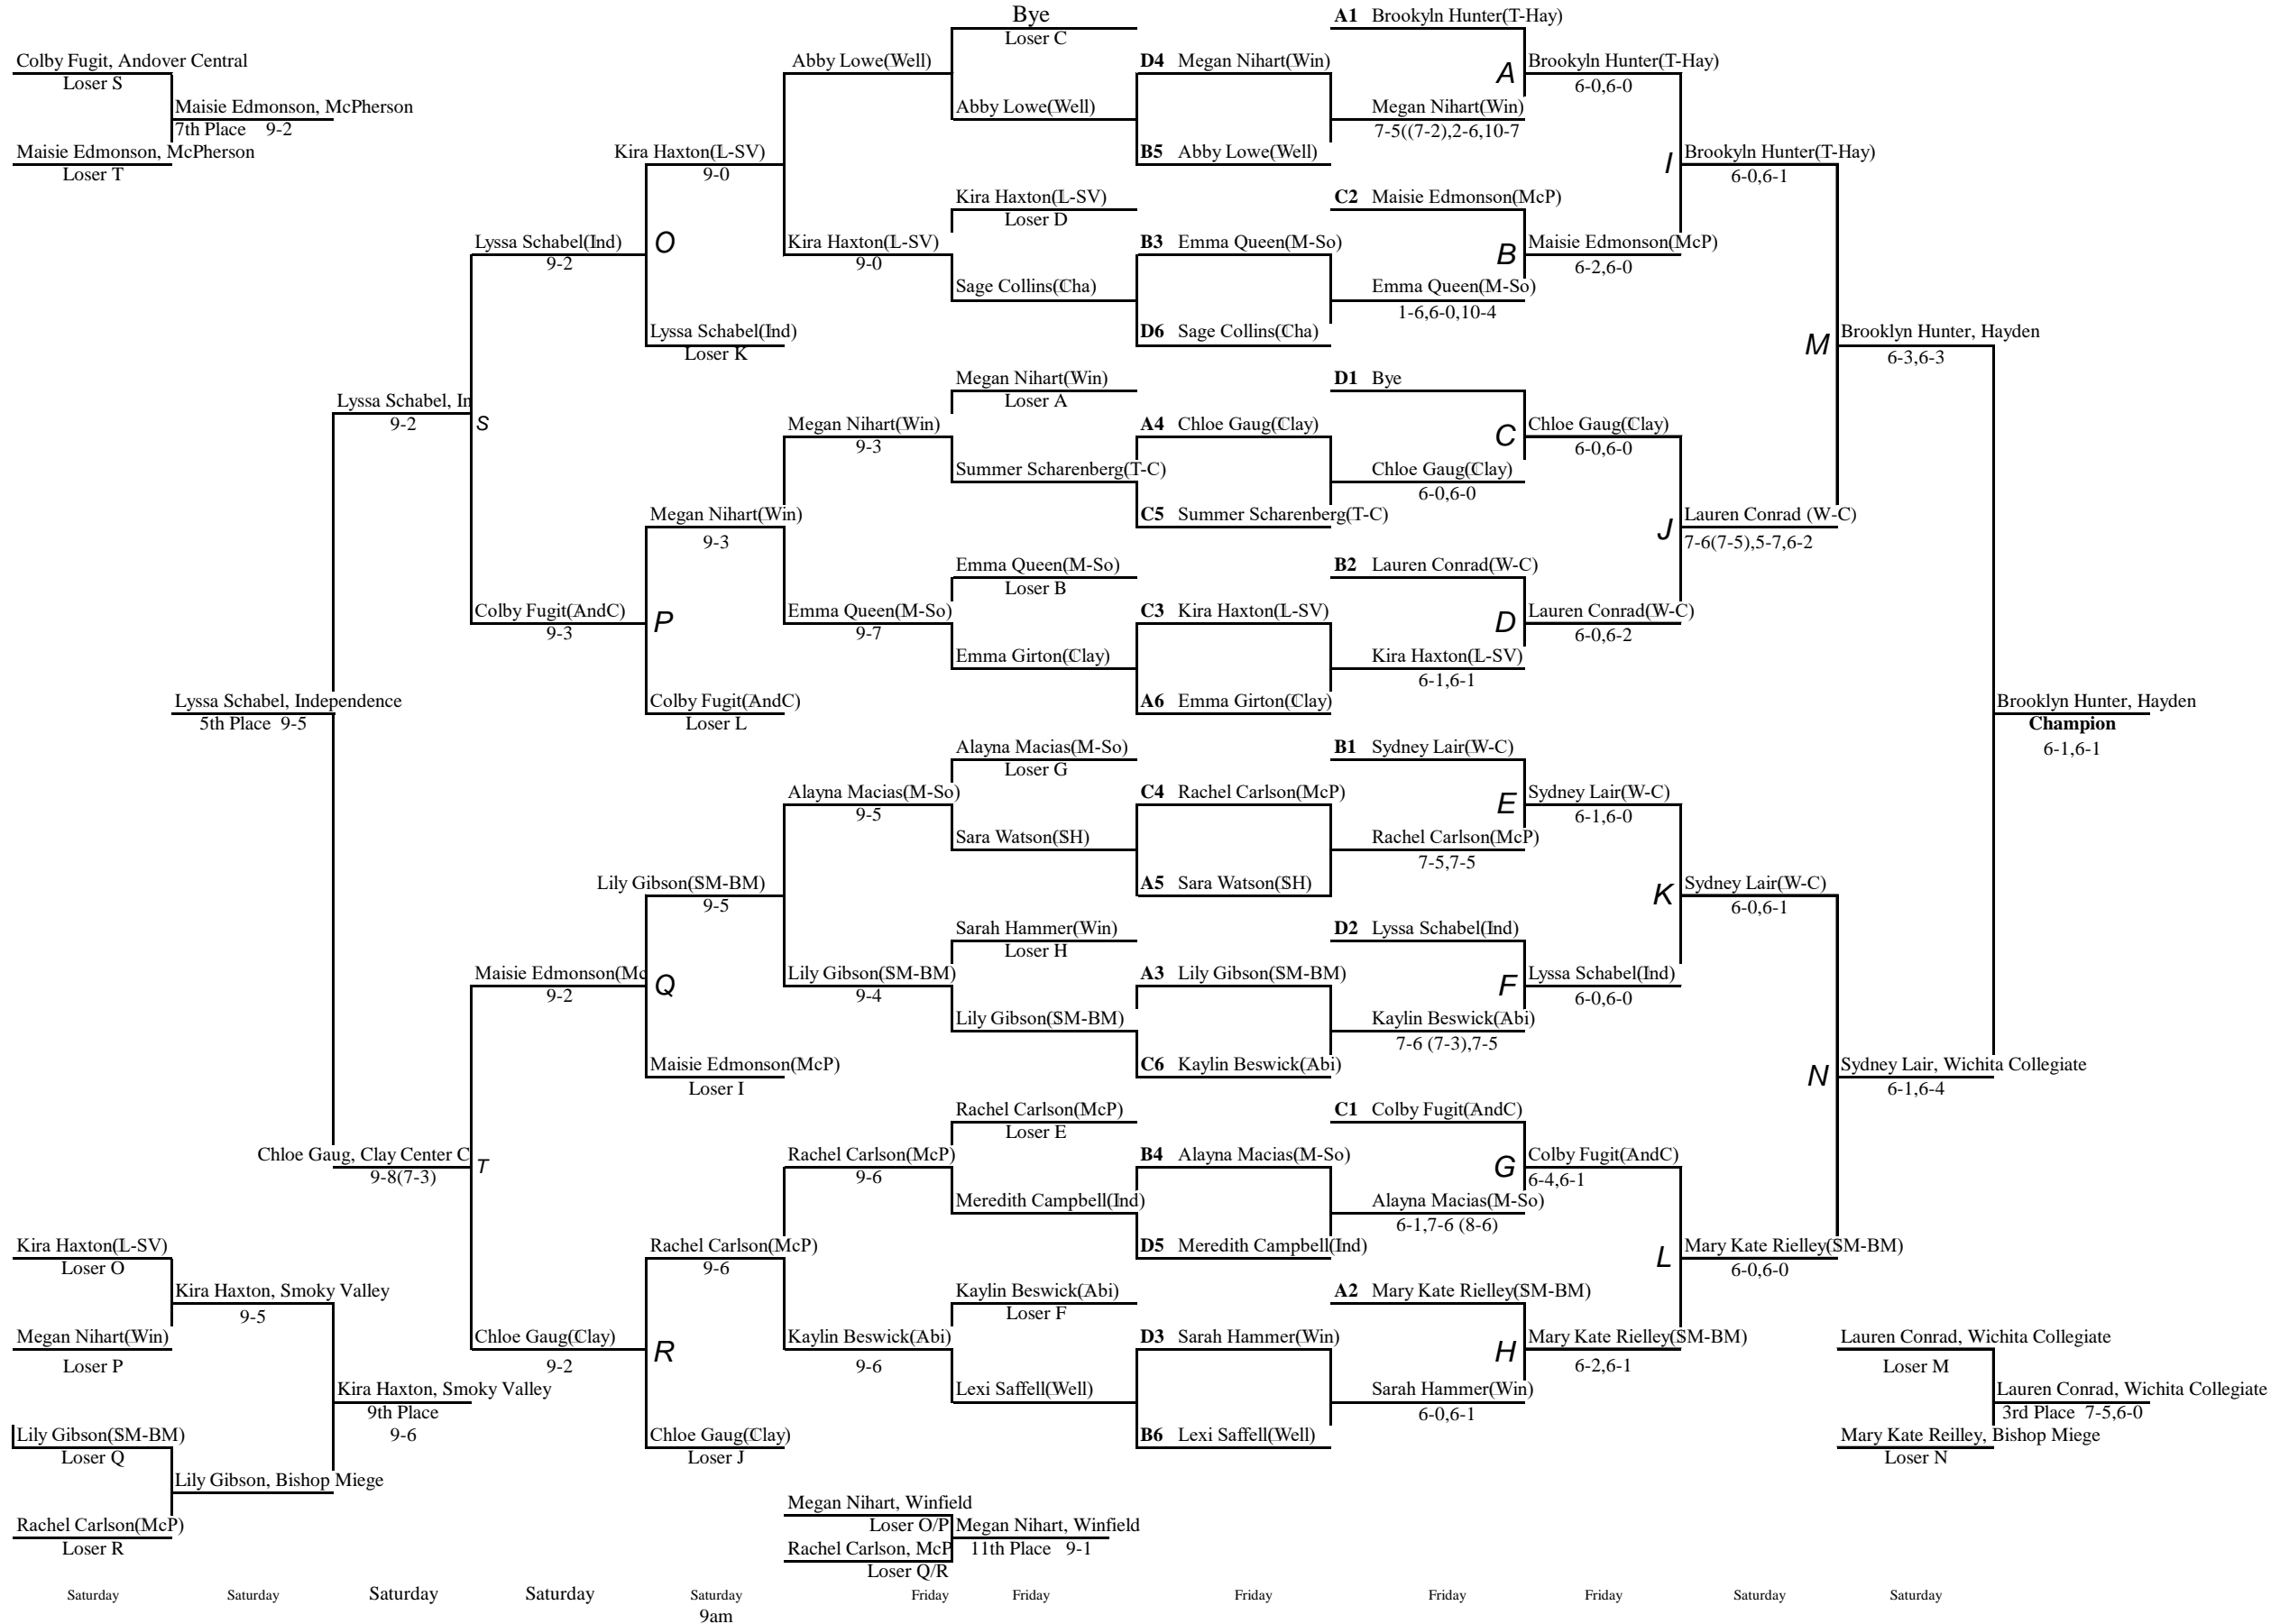 Bye
A1 Brookyln Hunter(T-Hay)
Loser C
Colby Fugit, Andover Central
Abby Lowe(Well)
D4 Megan Nihart(Win)
A
Brookyln Hunter(T-Hay)
Loser S
6-0,6-0
Maisie Edmonson, McPherson
Abby Lowe(Well)
Megan Nihart(Win)
7th Place 9-2
7-5((7-2),2-6,10-7
Maisie Edmonson, McPherson
Kira Haxton(L-SV)
B5 Abby Lowe(Well)
I
Brookyln Hunter(T-Hay)
Loser T
9-0
6-0,6-1
Kira Haxton(L-SV)
C2 Maisie Edmonson(McP)
Loser D
Lyssa Schabel(Ind)
O
Kira Haxton(L-SV)
B3 Emma Queen(M-So)
B
Maisie Edmonson(McP)
9-2
9-0
6-2,6-0
Sage Collins(Cha)
Emma Queen(M-So)
1-6,6-0,10-4
Lyssa Schabel(Ind)
D6 Sage Collins(Cha)
M
Brooklyn Hunter, Hayden
Loser K
6-3,6-3
Megan Nihart(Win)
D1 Bye
Loser A
Lyssa Schabel, In
9-2
S
Megan Nihart(Win)
A4 Chloe Gaug(Clay)
C
Chloe Gaug(Clay)
9-3
6-0,6-0
Summer Scharenberg(T-C)
Chloe Gaug(Clay)
6-0,6-0
Megan Nihart(Win)
C5 Summer Scharenberg(T-C)
J
Lauren Conrad (W-C)
9-3
7-6(7-5),5-7,6-2
Emma Queen(M-So)
B2 Lauren Conrad(W-C)
Loser B
Colby Fugit(AndC)
P
Emma Queen(M-So)
C3 Kira Haxton(L-SV)
D
Lauren Conrad(W-C)
9-3
9-7
6-0,6-2
Emma Girton(Clay)
Kira Haxton(L-SV)
6-1,6-1
Lyssa Schabel, Independence
Colby Fugit(AndC)
A6 Emma Girton(Clay)
Brooklyn Hunter, Hayden
5th Place 9-5
Loser L
Champion
6-1,6-1
Alayna Macias(M-So)
B1 Sydney Lair(W-C)
Loser G
Alayna Macias(M-So)
C4 Rachel Carlson(McP)
E
Sydney Lair(W-C)
9-5
6-1,6-0
Sara Watson(SH)
Rachel Carlson(McP)
7-5,7-5
Lily Gibson(SM-BM)
A5 Sara Watson(SH)
K
Sydney Lair(W-C)
9-5
6-0,6-1
Sarah Hammer(Win)
D2 Lyssa Schabel(Ind)
Loser H
Maisie Edmonson(Mc
Q
Lily Gibson(SM-BM)
A3 Lily Gibson(SM-BM)
F
Lyssa Schabel(Ind)
9-2
9-4
6-0,6-0
Lily Gibson(SM-BM)
Kaylin Beswick(Abi)
7-6 (7-3),7-5
Maisie Edmonson(McP)
C6 Kaylin Beswick(Abi)
N
Sydney Lair, Wichita Collegiate
Loser I
6-1,6-4
Rachel Carlson(McP)
C1 Colby Fugit(AndC)
Loser E
Chloe Gaug, Clay Center C
9-8(7-3)
T
Rachel Carlson(McP)
B4 Alayna Macias(M-So)
G
Colby Fugit(AndC)
9-6
6-4,6-1
Meredith Campbell(Ind)
Alayna Macias(M-So)
6-1,7-6 (8-6)
Kira Haxton(L-SV)
Rachel Carlson(McP)
D5 Meredith Campbell(Ind)
L
Mary Kate Rielley(SM-BM)
Loser O
9-6
6-0,6-0
Kira Haxton, Smoky Valley
Kaylin Beswick(Abi)
A2 Mary Kate Rielley(SM-BM)
9-5
Loser F
Megan Nihart(Win)
Chloe Gaug(Clay)
R
Kaylin Beswick(Abi)
D3 Sarah Hammer(Win)
H
Mary Kate Rielley(SM-BM)
Lauren Conrad, Wichita Collegiate
Loser P
9-2
9-6
6-2,6-1
Loser M
Kira Haxton, Smoky Valley
Lexi Saffell(Well)
Sarah Hammer(Win)
Lauren Conrad, Wichita Collegiate
9th Place
6-0,6-1
3rd Place 7-5,6-0
9-6
Lily Gibson(SM-BM)
Chloe Gaug(Clay)
B6 Lexi Saffell(Well)
Mary Kate Reilley, Bishop Miege
Loser Q
Loser J
Loser N
Lily Gibson, Bishop Miege
Megan Nihart, Winfield
Rachel Carlson(McP)
Loser O/P
Megan Nihart, Winfield
Loser R
Rachel Carlson, McP
11th Place 9-1
Loser Q/R
Saturday Saturday Saturday Saturday Saturday Friday Friday Friday Friday Friday Saturday Saturday
9am